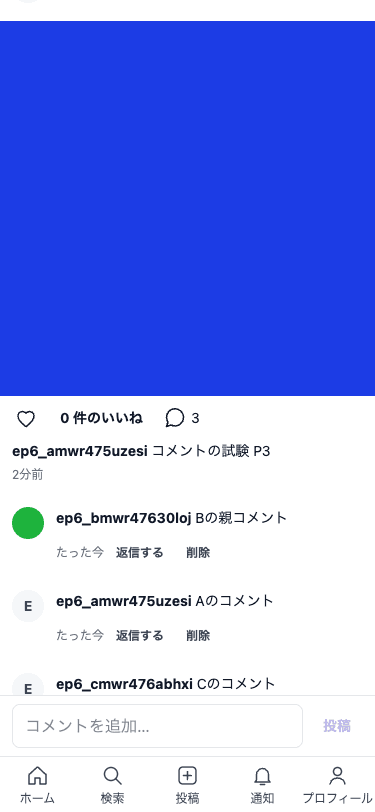 0 件のいいね
3
ep6_amwr475uzesi コメントの試験 P3
2分前
ep6_bmwr47630loj Bの親コメント
たった今 返信する 削除
E
ep6_amwr475uzesi Aのコメント
たった今 返信する 削除
E
ep6_cmwr476abhxi Cのコメント
コメントを追加...
投稿
ホーム 検索 投稿 通知 プロフィール